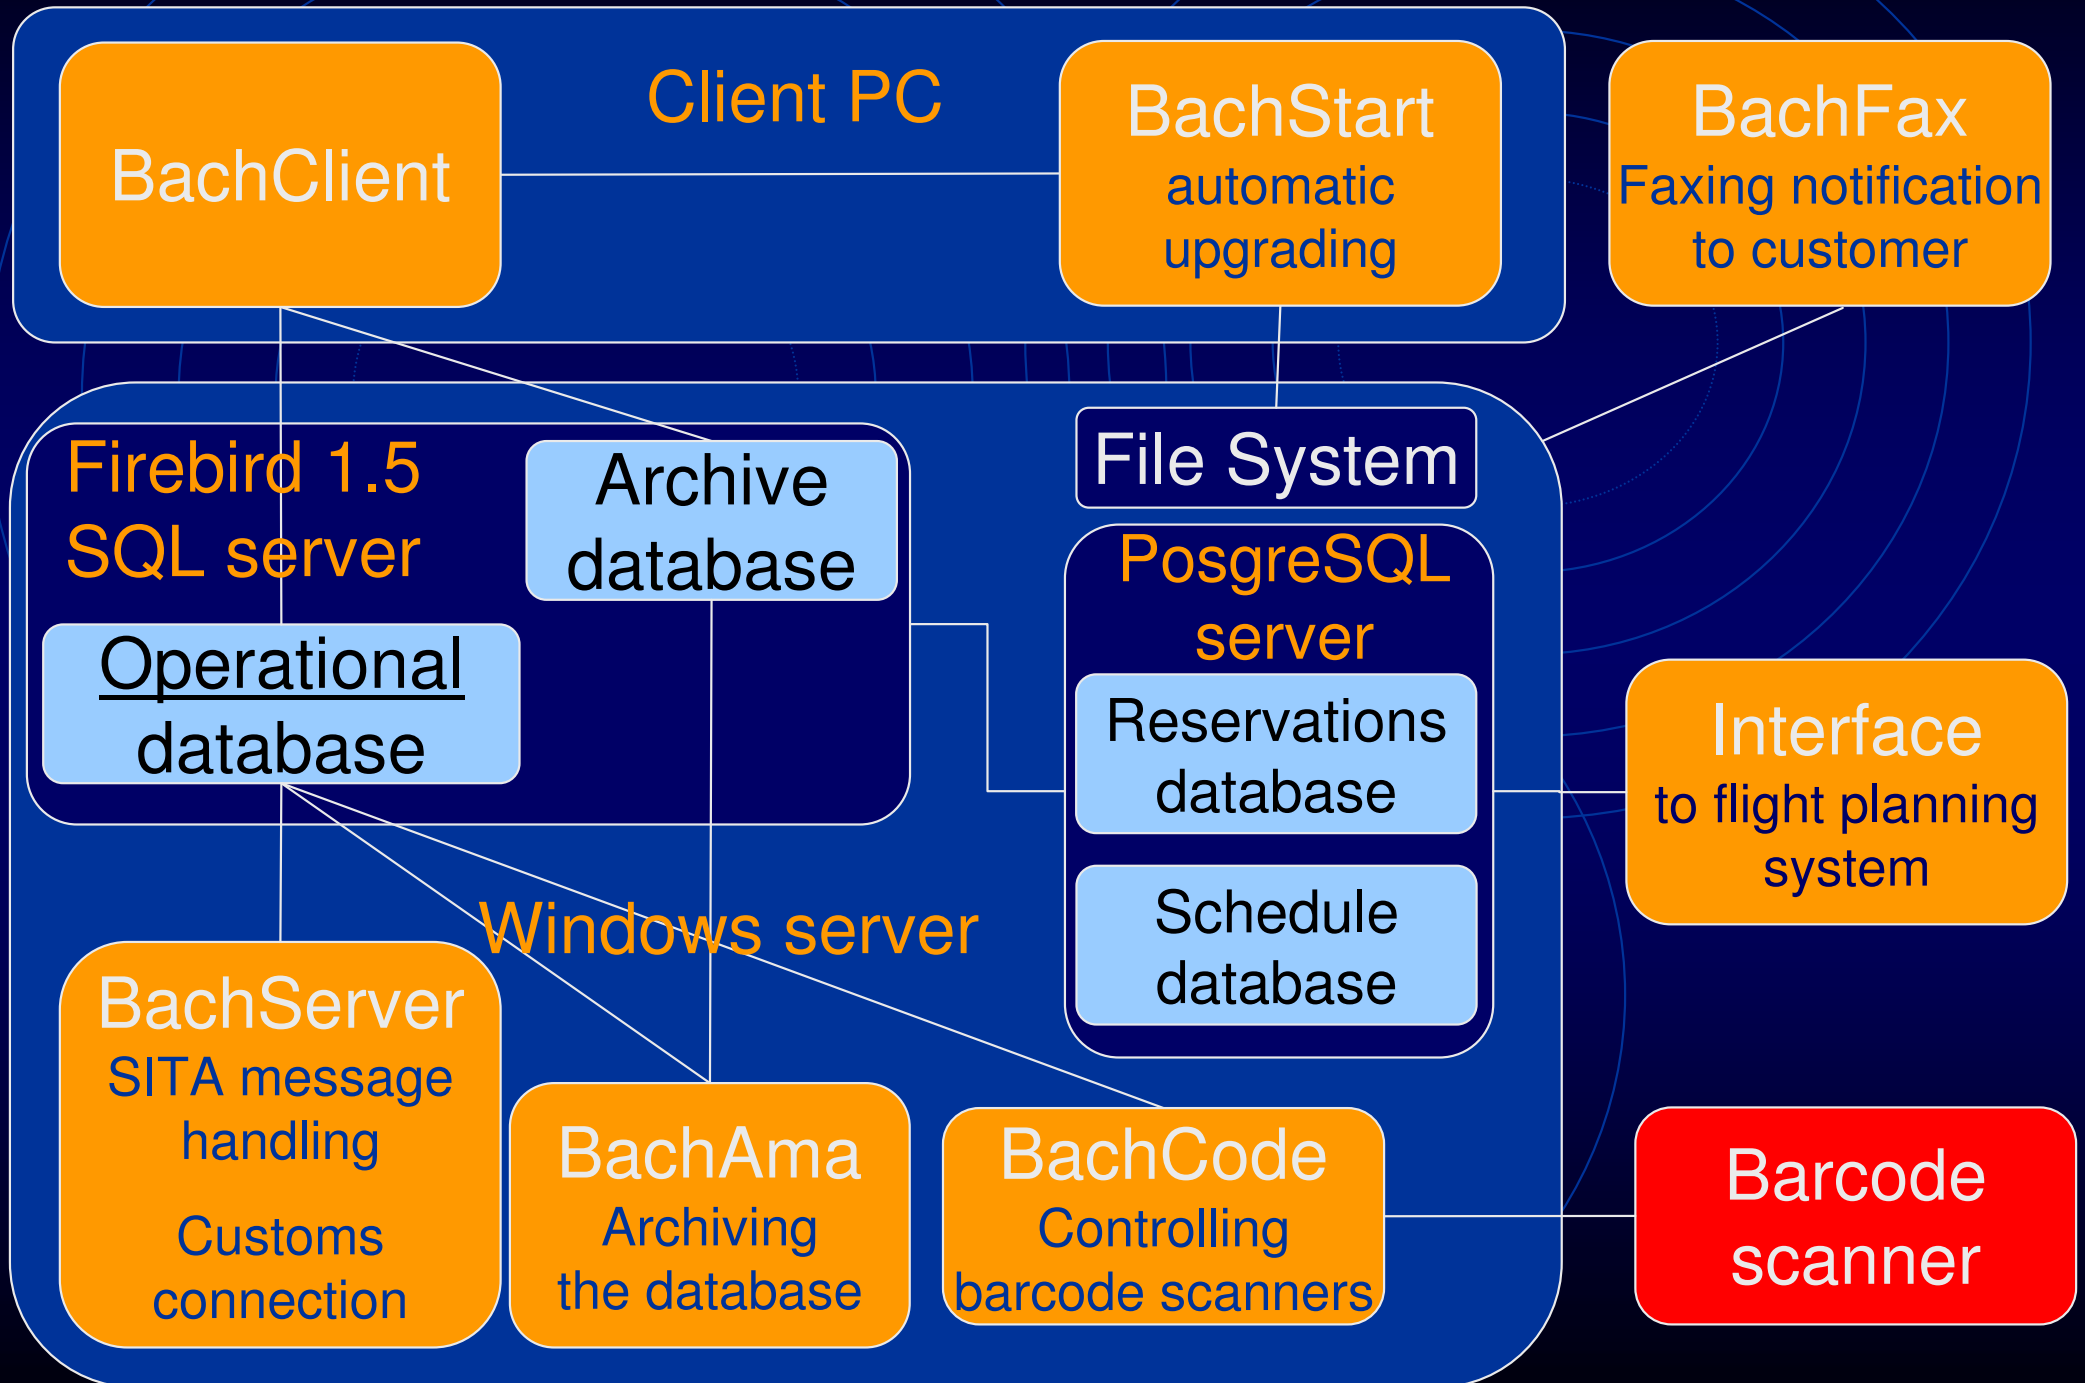 Client PC
BachClient
BachStart
automatic
upgrading
BachFax
Faxing notification
to customer
Firebird 1.5
SQL server
Archive
database
File System
Operational
database
PosgreSQL
server
Reservations
database
Schedule
database
Interface
to flight planning
system
Windows server
BachServer
SITA message
handling
Customs
connection
BachAma
Archiving
the database
BachCode
Controlling
barcode scanners
Barcode
scanner